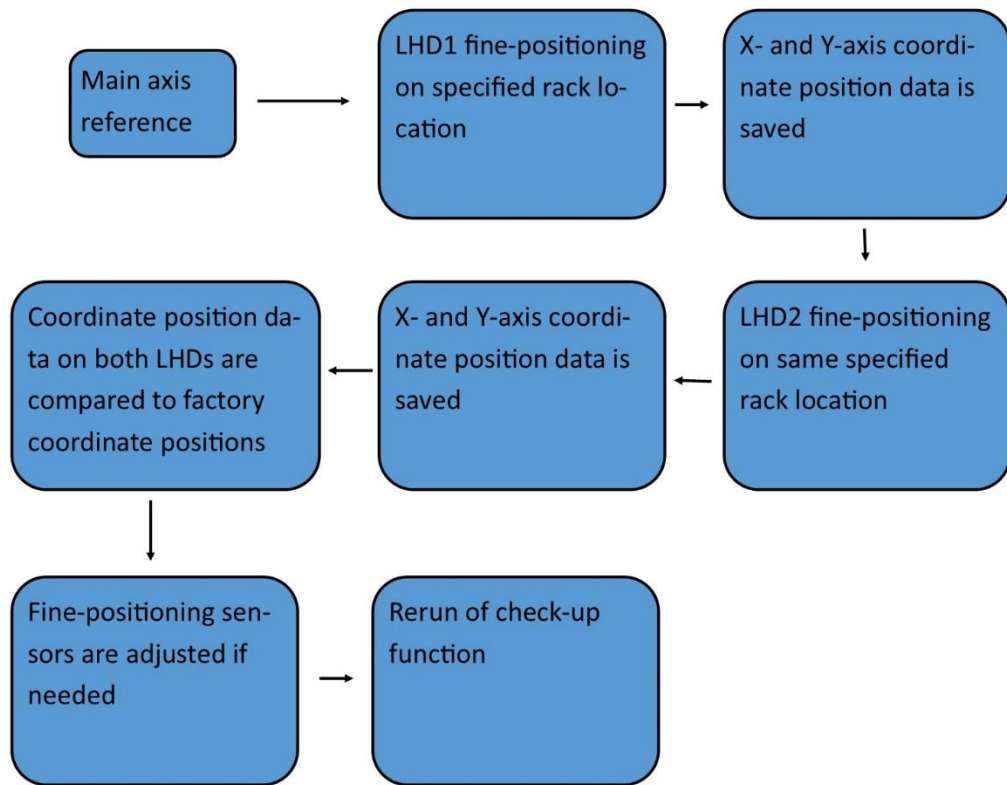 Main axis
reference
LHD1 fine-positioning
on specified rack lo-
cation
X- and Y-axis coordi-
nate position data is
saved
LHD2 fine-positioning
on same specified
rack location
X- and Y-axis coordi-
nate position data is
saved
Coordinate position da-
ta on both LHDs are
compared to factory
coordinate positions
Fine-positioning sen-
sors are adjusted if
needed
Rerun of check-up
function